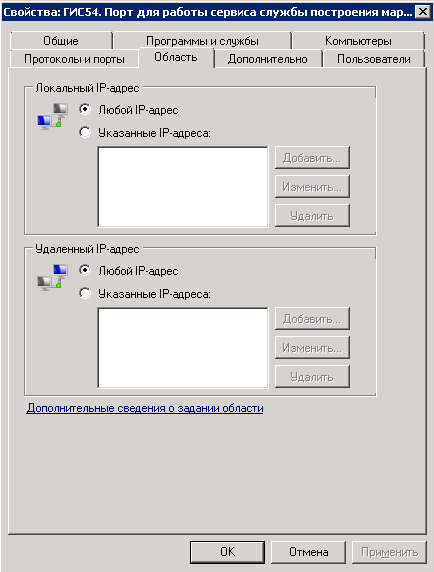 Свойства: ГИС54. Порт для работы сервиса службы построения мар...
Общие
Программы и службы
Компьютеры
Протоколы и порты
Область
Дополнительно
Пользователи
Локальный IP-адрес
Любой IP-адрес
Указанные IP-адреса:
Добавить...
Изменить...
Удалить
Удаленный IP-адрес
Любой IP-адрес
Указанные IP-адреса:
Добавить...
Изменить...
Удалить
Дополнительные сведения о задании области
OK
Отмена
Применить